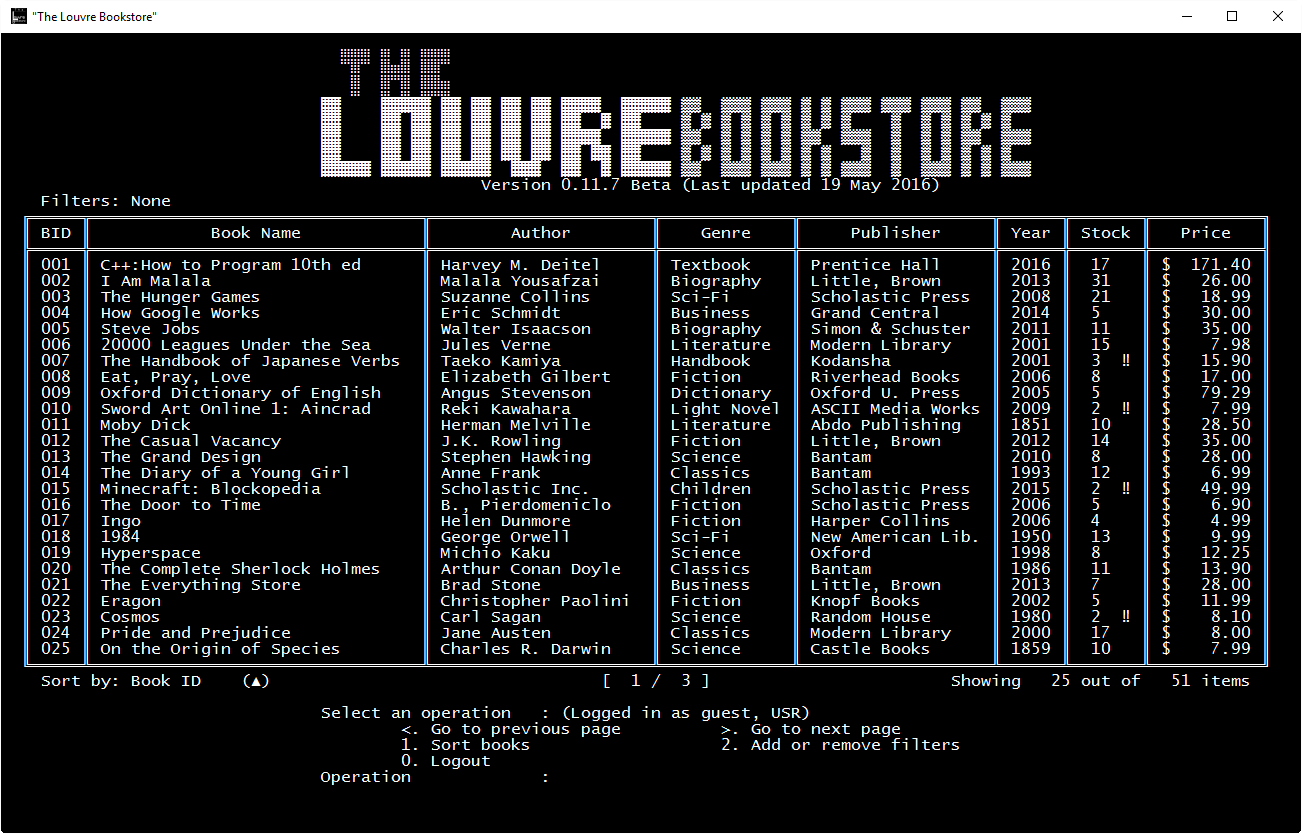 "The Louvre Bookstore"
THE
LOUVRE BOOKSTORE
Version 0.11.7 Beta (Last updated 19 May 2016)
Filters: None
BID Book Name Author Genre Publisher Year Stock Price
001 C++:How to Program 10th ed Harvey M. Deitel Textbook Prentice Hall 2016 17 $ 171.40
002 I Am Malala Malala Yousafzai Biography Little, Brown 2013 31 $ 26.00
003 The Hunger Games Suzanne Collins Sci-Fi Scholastic Press 2008 21 $ 18.99
004 How Google Works Eric Schmidt Business Grand Central 2014 5 $ 30.00
005 Steve Jobs Walter Isaacson Biography Simon & Schuster 2011 11 $ 35.00
006 20000 Leagues Under the Sea Jules Verne Literature Modern Library 2001 15 $ 7.98
007 The Handbook of Japanese Verbs Taeko Kamiya Handbook Kodansha 2001 3 ‼ $ 15.90
008 Eat, Pray, Love Elizabeth Gilbert Fiction Riverhead Books 2006 8 $ 17.00
009 Oxford Dictionary of English Angus Stevenson Dictionary Oxford U. Press 2005 5 $ 79.29
010 Sword Art Online 1: Aincrad Reki Kawahara Light Novel ASCII Media Works 2009 2 ‼ $ 7.99
011 Moby Dick Herman Melville Literature Abdo Publishing 1851 10 $ 28.50
012 The Casual Vacancy J.K. Rowling Fiction Little, Brown 2012 14 $ 35.00
013 The Grand Design Stephen Hawking Science Bantam 2010 8 $ 28.00
014 The Diary of a Young Girl Anne Frank Classics Bantam 1993 12 $ 6.99
015 Minecraft: Blockopedia Scholastic Inc. Children Scholastic Press 2015 2 ‼ $ 49.99
016 The Door to Time B., Pierdomeniclo Fiction Scholastic Press 2006 5 $ 6.90
017 Ingo Helen Dunmore Fiction Harper Collins 2006 4 $ 4.99
018 1984 George Orwell Sci-Fi New American Lib. 1950 13 $ 9.99
019 Hyperspace Michio Kaku Science Oxford 1998 8 $ 12.25
020 The Complete Sherlock Holmes Arthur Conan Doyle Classics Bantam 1986 11 $ 13.90
021 The Everything Store Brad Stone Business Little, Brown 2013 7 $ 28.00
022 Eragon Christopher Paolini Fiction Knopf Books 2002 5 $ 11.99
023 Cosmos Carl Sagan Science Random House 1980 2 ‼ $ 8.10
024 Pride and Prejudice Jane Austen Classics Modern Library 2000 17 $ 8.00
025 On the Origin of Species Charles R. Darwin Science Castle Books 1859 10 $ 7.99
Sort by: Book ID (▲) [ 1 / 3 ] Showing 25 out of 51 items
Select an operation : (Logged in as guest, USR)
<. Go to previous page >. Go to next page
1. Sort books 2. Add or remove filters
0. Logout
Operation :